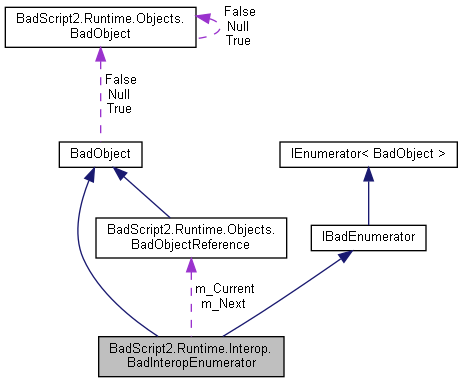 BadScript2.Runtime.Objects.
BadObject
False
Null
True
False
Null
True
BadObject
IEnumerator< BadObject >
BadScript2.Runtime.Objects.
BadObjectReference
IBadEnumerator
m_Current
m_Next
BadScript2.Runtime.Interop.
BadInteropEnumerator